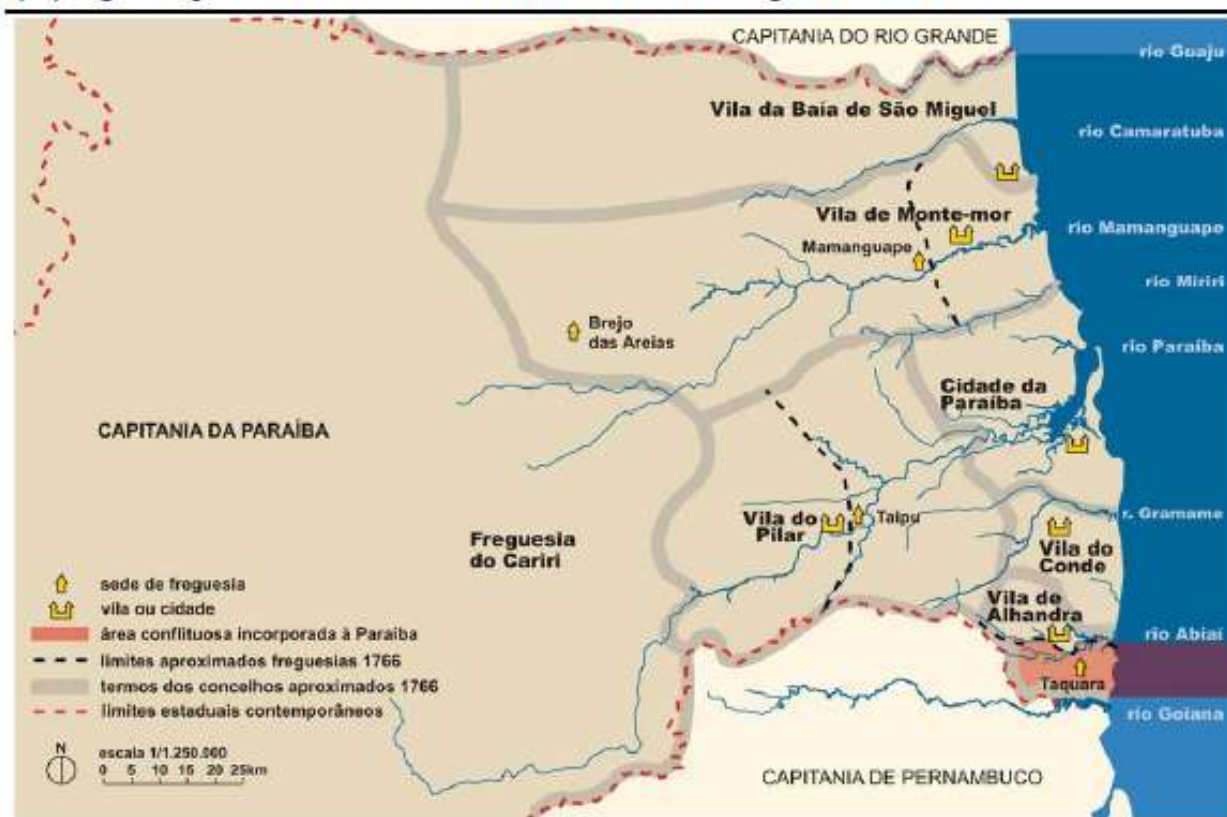 CAPITANIA DO RIO GRANDE
rio Guaju
Vila da Baía de São Miguel
rio Camaratuba
Vila de Monte-mor
rio Mamanguape
Mamanguape
rio Miriri
Brejo
das Areias
rio Paraíba
Cidade da
Paraíba
CAPITANIA DA PARAÍBA
Vila do
Pilar
Taipu
r. Gramame
Freguesia
do Cariri
Vila do
Conde
Vila de
Alhandra
rio Abiaí
Taquara
rio Goiana
CAPITANIA DE PERNAMBUCO
sede de freguesia
vila ou cidade
área conflituosa incorporada à Paraíba
limites aproximados freguesias 1766
termos dos concelhos aproximados 1766
limites estaduais contemporâneos
N
escala 1/1.250.000
0 5 10 15 20 25km